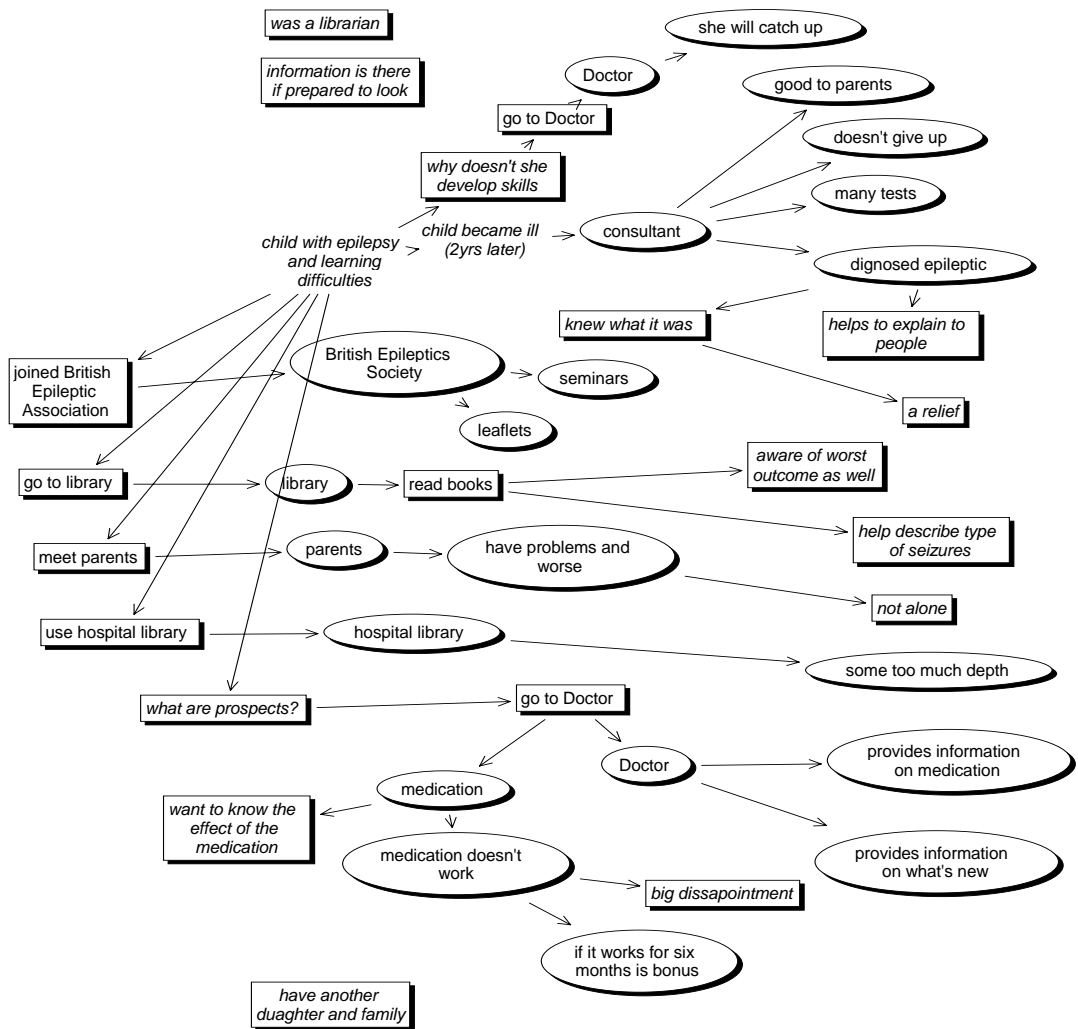 was a librarian
she will catch up
information is there
if prepared to look
Doctor
good to parents
go to Doctor
doesn't give up
why doesn't she
develop skills
many tests
child became ill
(2yrs later)
consultant
child with epilepsy
and learning
difficulties
dignosed epileptic
knew what it was
helps to explain to
people
joined British
Epileptic
Association
British Epileptics
Society
seminars
leaflets
a relief
go to library
library
read books
aware of worst
outcome as well
help describe type
of seizures
meet parents
parents
have problems and
worse
not alone
use hospital library
hospital library
some too much depth
what are prospects?
go to Doctor
Doctor
provides information
on medication
medication
want to know the
effect of the
medication
medication doesn't
work
provides information
on what's new
big dissapointment
if it works for six
months is bonus
have another
duaghter and family